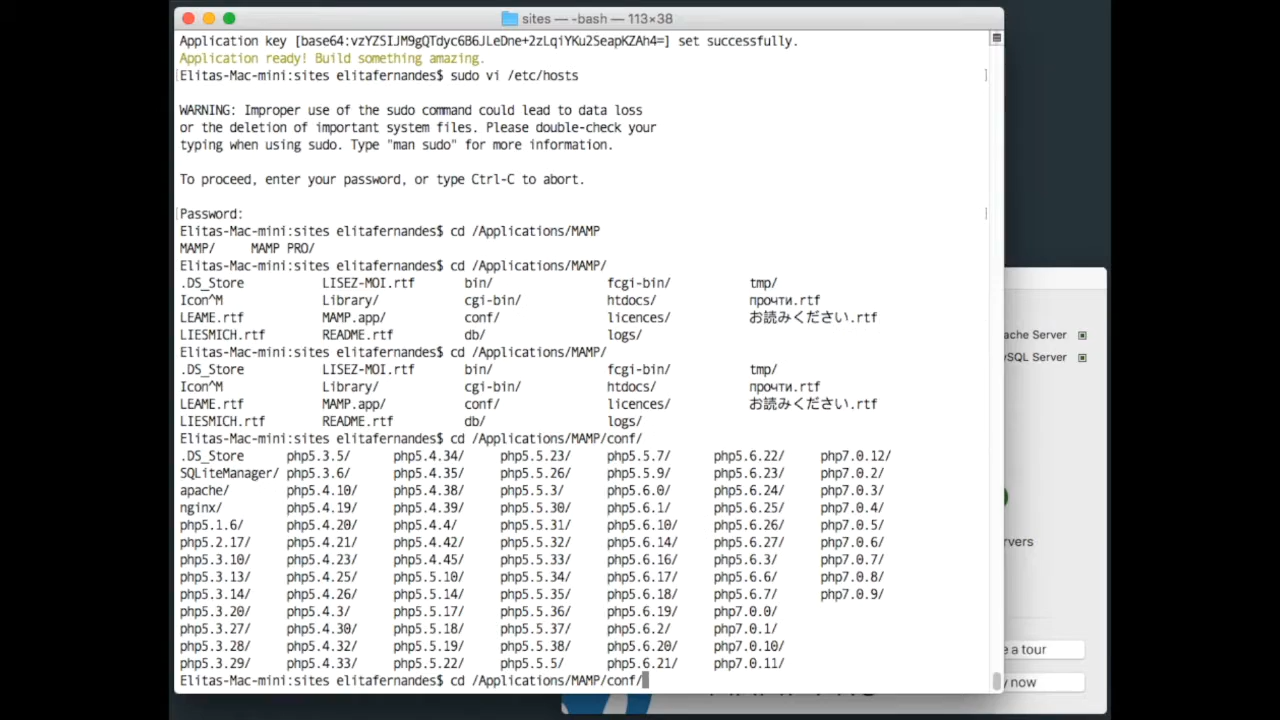 sites — -bash — 113×38
Application key [base64:vzYZSIJM9gQTdyc6B6JLeDne+2zLqiYKu2SeapKZAh4=] set successfully.
Application ready! Build something amazing.
[Elitas-Mac-mini:sites elitafernandes$ sudo vi /etc/hosts ]
WARNING: Improper use of the sudo command could lead to data loss
or the deletion of important system files. Please double-check your
typing when using sudo. Type "man sudo" for more information.
To proceed, enter your password, or type Ctrl-C to abort.
[Password: ]
Elitas-Mac-mini:sites elitafernandes$ cd /Applications/MAMP
MAMP/ MAMP PRO/
Elitas-Mac-mini:sites elitafernandes$ cd /Applications/MAMP/
.DS_Store LISEZ-MOI.rtf bin/ fcgi-bin/ tmp/
Icon^M Library/ cgi-bin/ htdocs/ прочти.rtf
LEAME.rtf MAMP.app/ conf/ licences/ お読みください.rtf
LIESMICH.rtf README.rtf db/ logs/
Elitas-Mac-mini:sites elitafernandes$ cd /Applications/MAMP/
.DS_Store LISEZ-MOI.rtf bin/ fcgi-bin/ tmp/
Icon^M Library/ cgi-bin/ htdocs/ прочти.rtf
LEAME.rtf MAMP.app/ conf/ licences/ お読みください.rtf
LIESMICH.rtf README.rtf db/ logs/
Elitas-Mac-mini:sites elitafernandes$ cd /Applications/MAMP/conf/
.DS_Store php5.3.5/ php5.4.34/ php5.5.23/ php5.5.7/ php5.6.22/ php7.0.12/
SQLiteManager/ php5.3.6/ php5.4.35/ php5.5.26/ php5.5.9/ php5.6.23/ php7.0.2/
apache/ php5.4.10/ php5.4.38/ php5.5.3/ php5.6.0/ php5.6.24/ php7.0.3/
nginx/ php5.4.19/ php5.4.39/ php5.5.30/ php5.6.1/ php5.6.25/ php7.0.4/
php5.1.6/ php5.4.20/ php5.4.4/ php5.5.31/ php5.6.10/ php5.6.26/ php7.0.5/
php5.2.17/ php5.4.21/ php5.4.42/ php5.5.32/ php5.6.14/ php5.6.27/ php7.0.6/
php5.3.10/ php5.4.23/ php5.4.45/ php5.5.33/ php5.6.16/ php5.6.3/ php7.0.7/
php5.3.13/ php5.4.25/ php5.5.10/ php5.5.34/ php5.6.17/ php5.6.6/ php7.0.8/
php5.3.14/ php5.4.26/ php5.5.14/ php5.5.35/ php5.6.18/ php5.6.7/ php7.0.9/
php5.3.20/ php5.4.3/ php5.5.17/ php5.5.36/ php5.6.19/ php7.0.0/
php5.3.27/ php5.4.30/ php5.5.18/ php5.5.37/ php5.6.2/ php7.0.1/
php5.3.28/ php5.4.32/ php5.5.19/ php5.5.38/ php5.6.20/ php7.0.10/
php5.3.29/ php5.4.33/ php5.5.22/ php5.5.5/ php5.6.21/ php7.0.11/
Elitas-Mac-mini:sites elitafernandes$ cd /Applications/MAMP/conf/
ache Server
SQL Server
rvers
e a tour
now